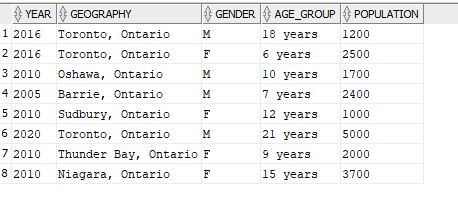 YEAR GEOGRAPHY GENDER AGE_GROUP POPULATION
1 2016 Toronto, Ontario M 18 years 1200
2 2016 Toronto, Ontario F 6 years 2500
3 2010 Oshawa, Ontario M 10 years 1700
4 2005 Barrie, Ontario M 7 years 2400
5 2010 Sudbury, Ontario F 12 years 1000
6 2020 Toronto, Ontario M 21 years 5000
7 2010 Thunder Bay, Ontario F 9 years 2000
8 2010 Niagara, Ontario F 15 years 3700